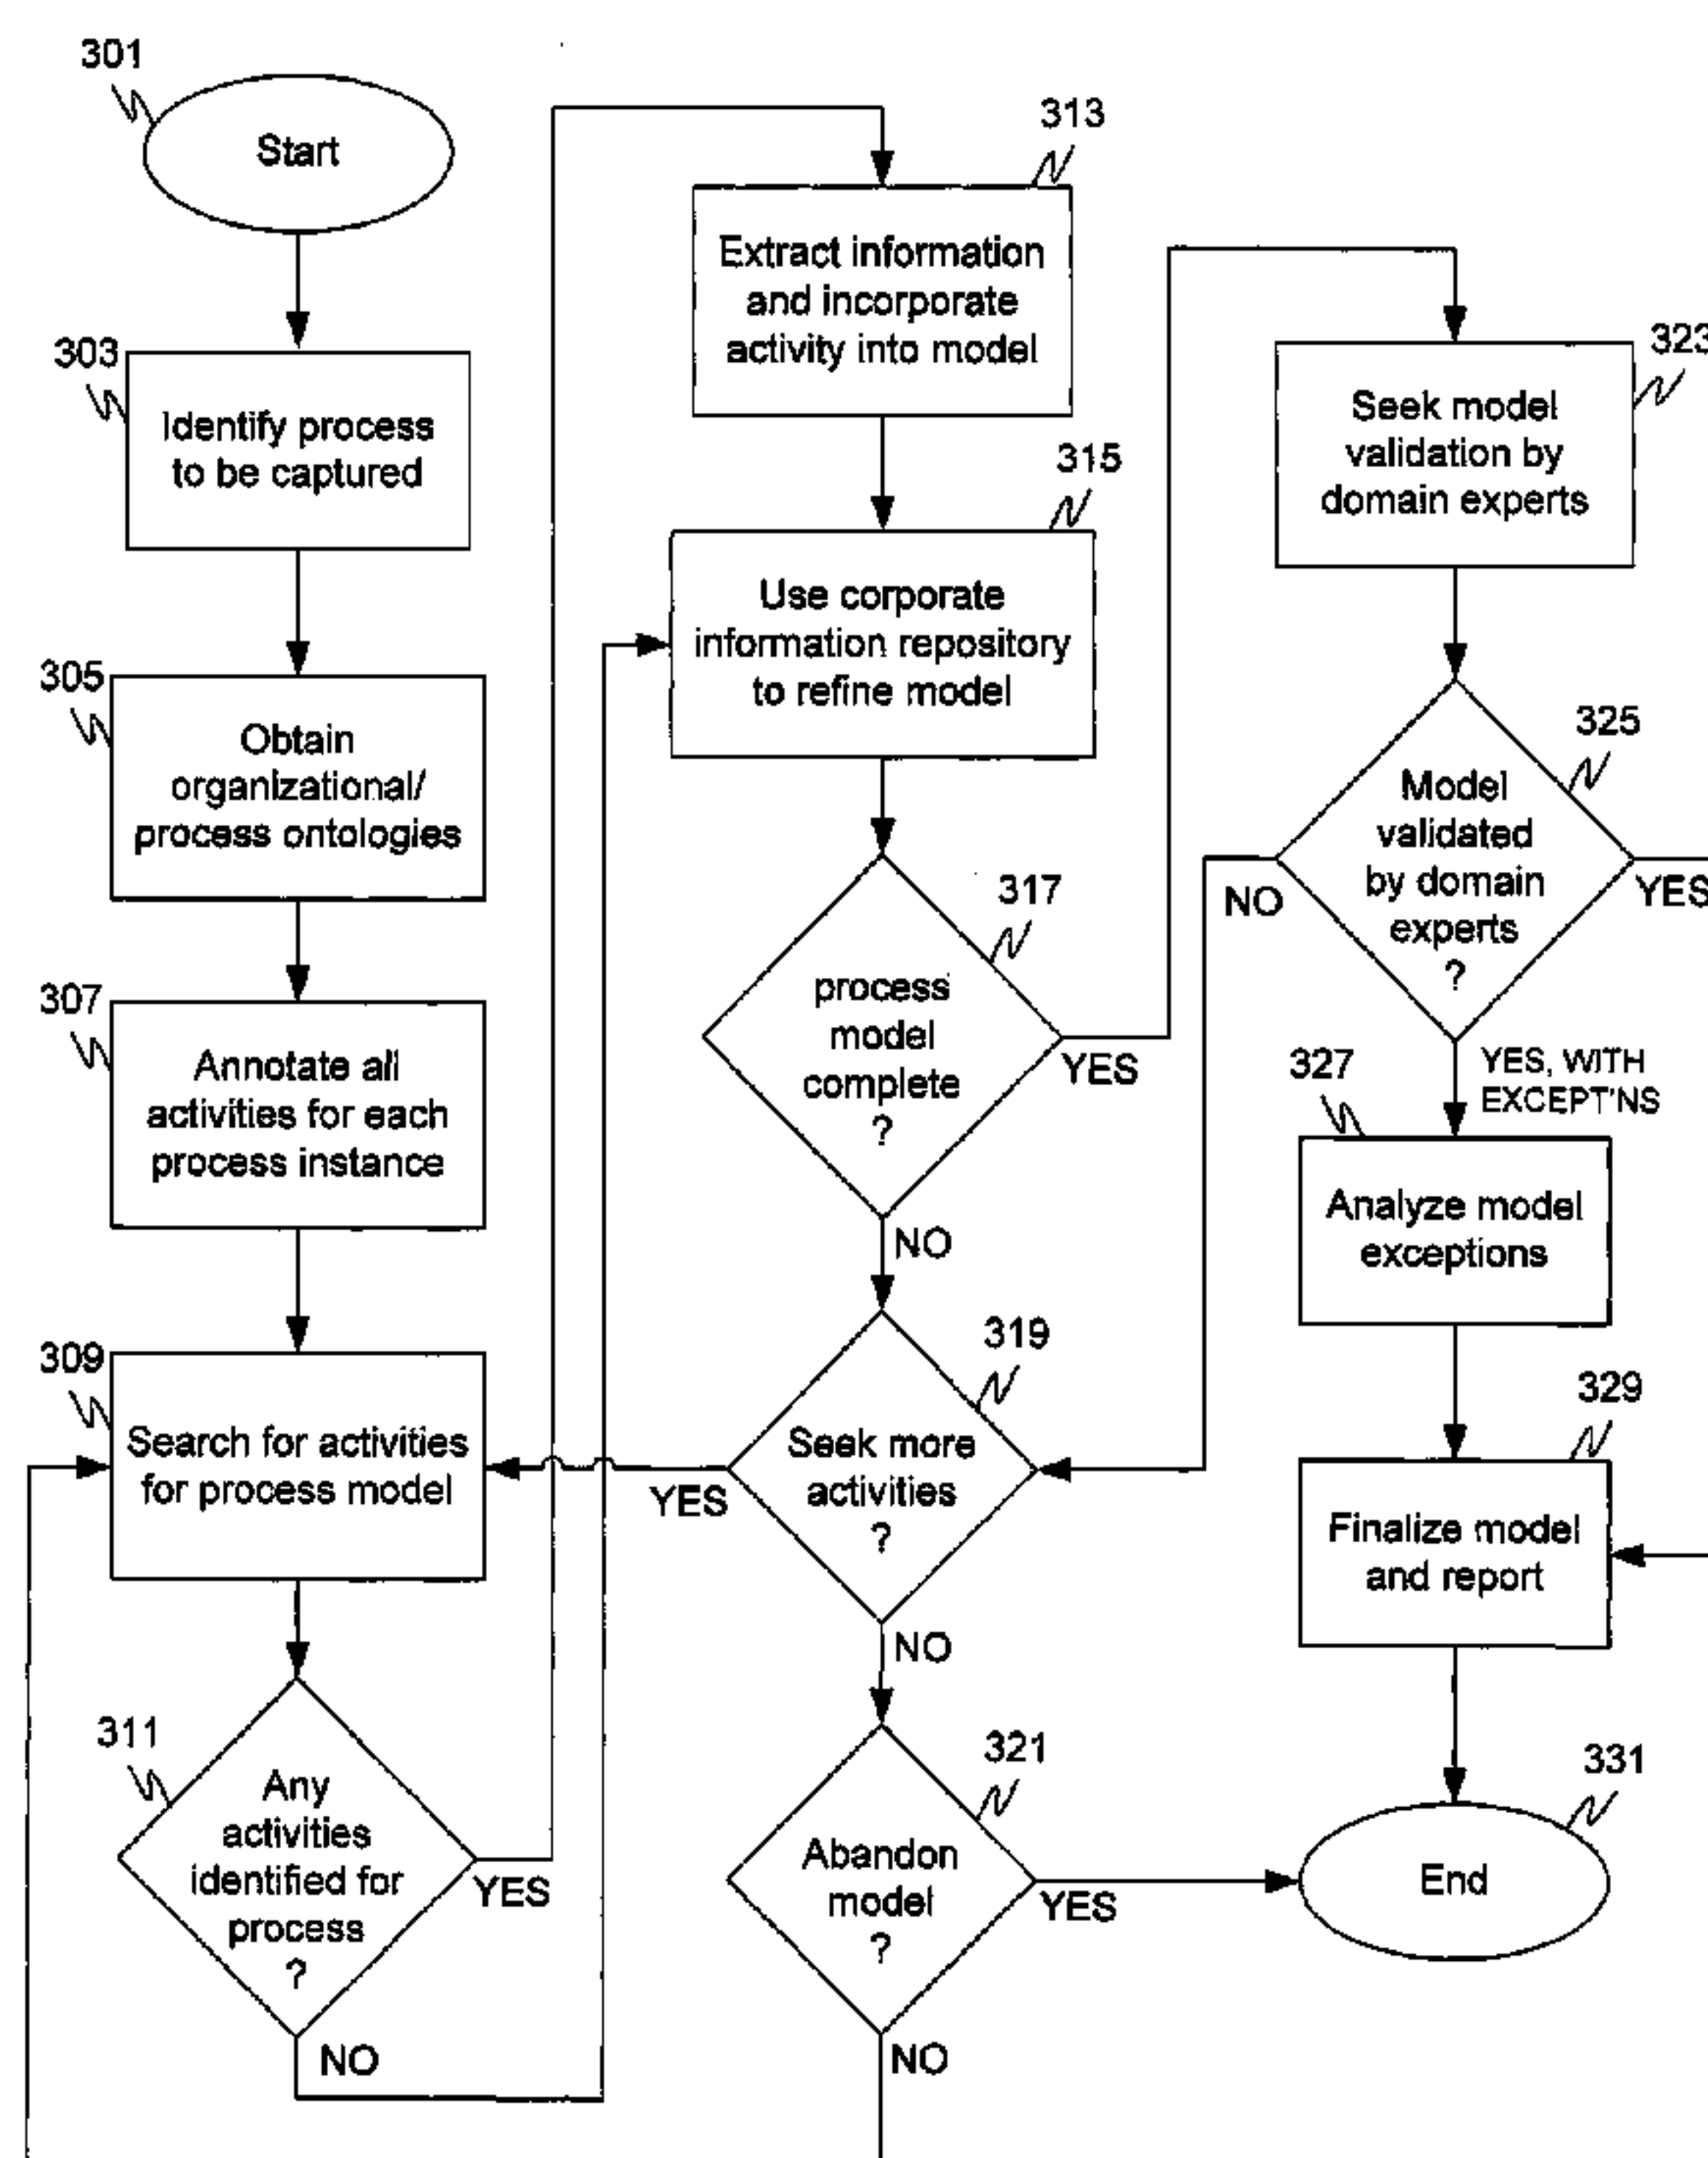 301
Start
303
Identify process
to be captured
305
Obtain
organizational/
process ontologies
307
Annotate all
activities for each
process instance
309
Search for activities
for process model
311
Any
activities
identified for
process
?
YES
NO
313
Extract information
and incorporate
activity into model
315
Use corporate
information repository
to refine model
317
process
model
complete
?
YES
NO
319
Seek more
activities
?
YES
NO
321
Abandon
model
?
YES
NO
323
Seek model
validation by
domain experts
325
Model
validated
by domain
experts
?
NO
YES
YES, WITH
EXCEPT'NS
327
Analyze model
exceptions
329
Finalize model
and report
331
End